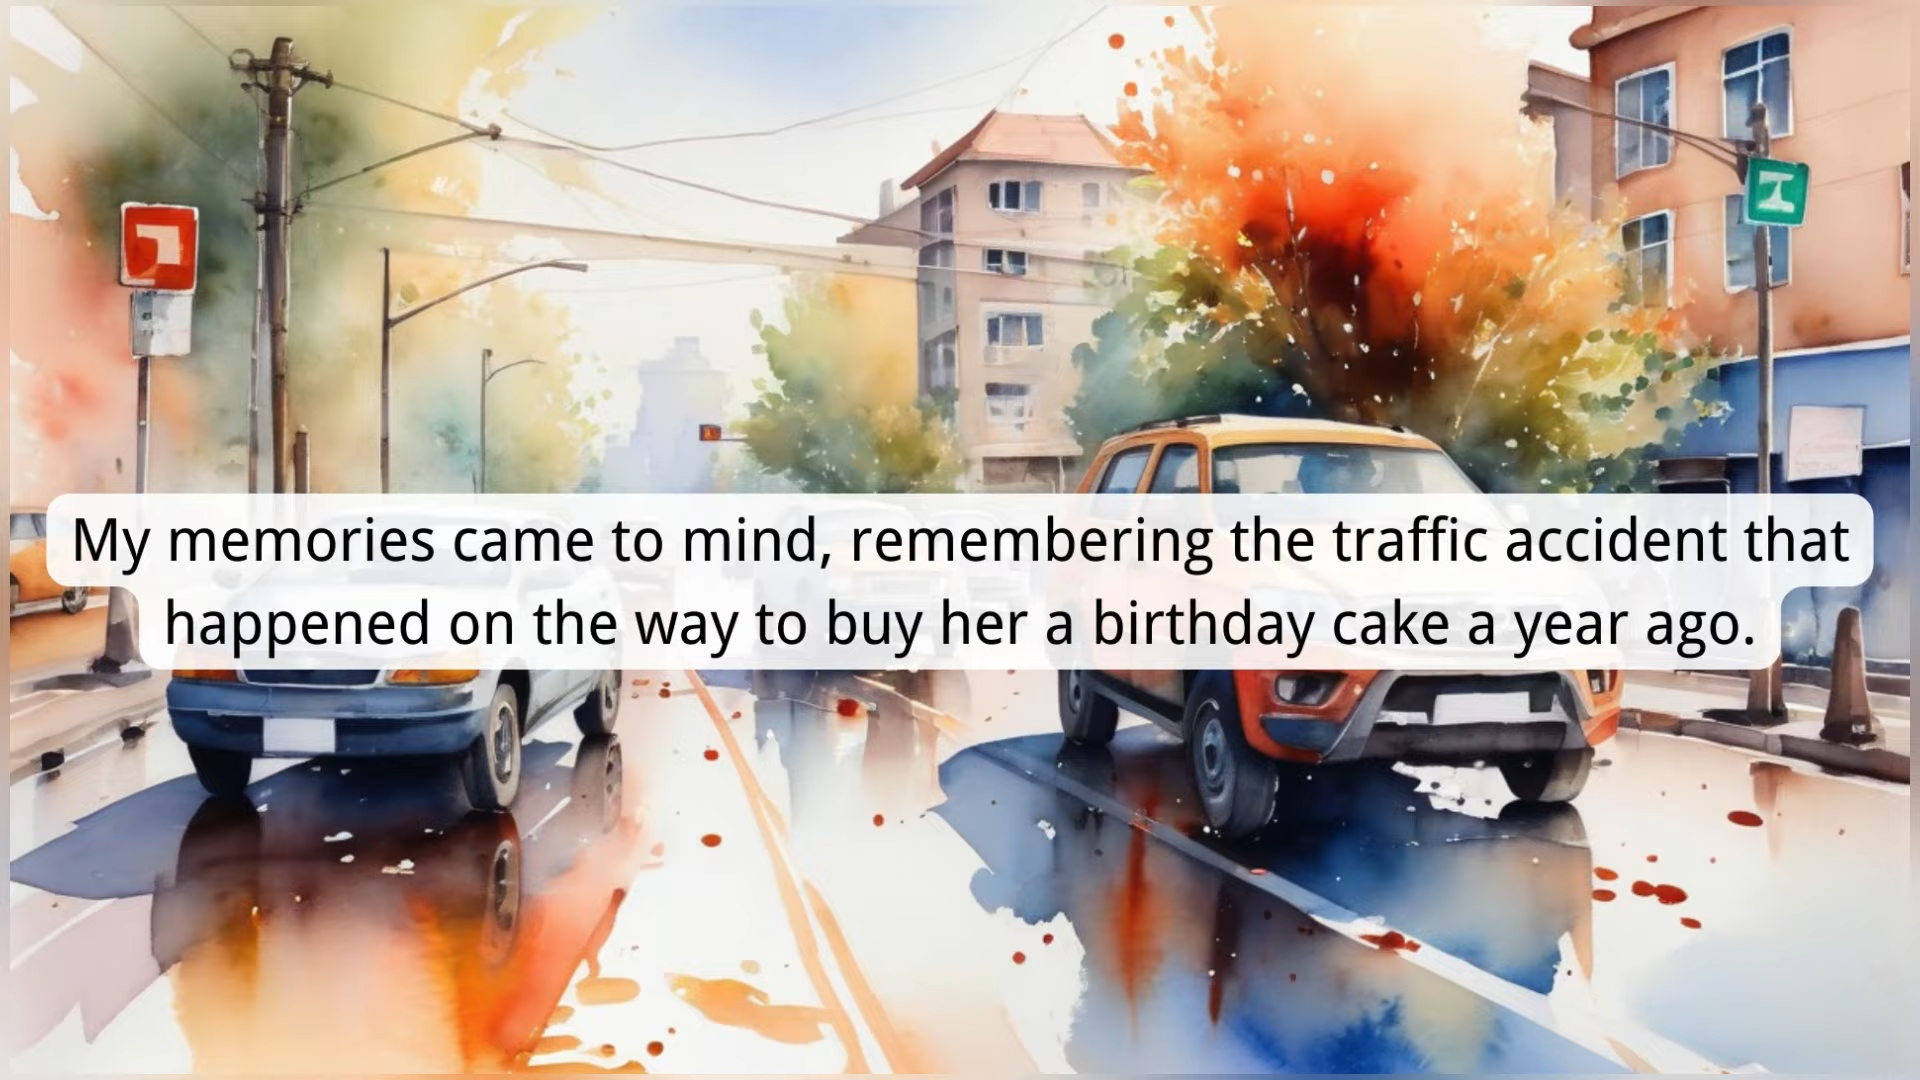 My memories came to mind, remembering the traffic accident that
happened on the way to buy her a birthday cake a year ago.